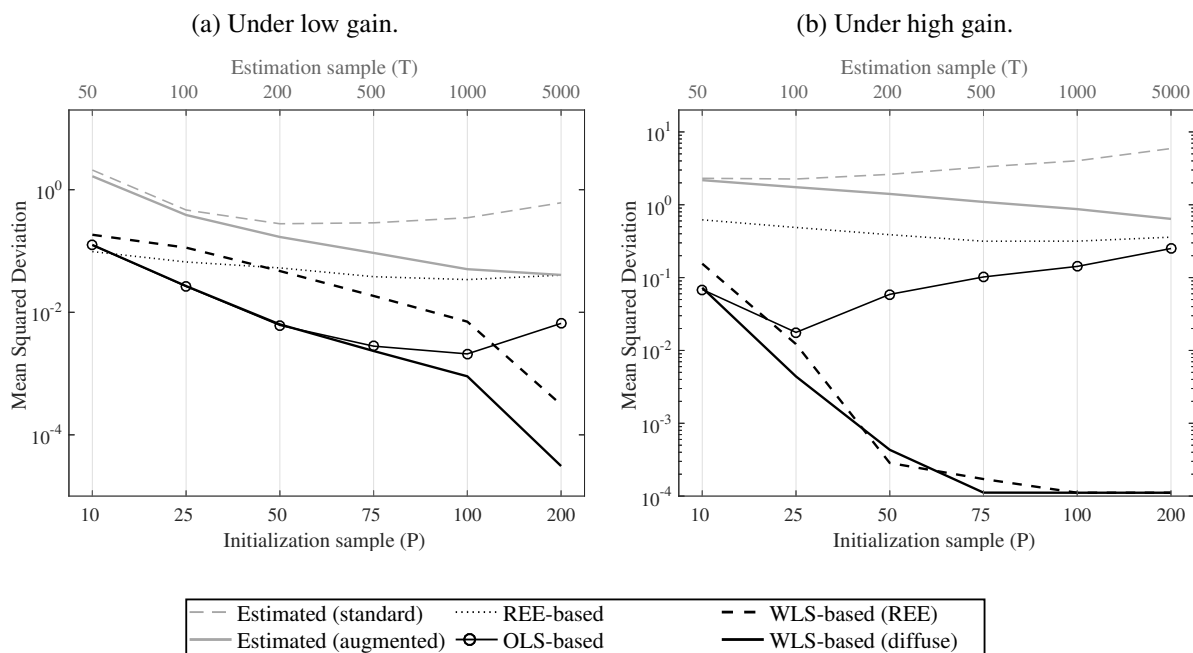 (a) Under low gain.
(b) Under high gain.
Estimation sample (T)
50 100 200 500 1000 5000
Estimation sample (T)
50 100 200 500 1000 5000
Mean Squared Deviation
10^0
10^-2
10^-4
10 25 50 75 100 200
Initialization sample (P)
Mean Squared Deviation
10^1
10^0
10^-1
10^-2
10^-3
10^-4
10 25 50 75 100 200
Initialization sample (P)
Estimated (standard)
Estimated (augmented)
REE-based
OLS-based
WLS-based (REE)
WLS-based (diffuse)